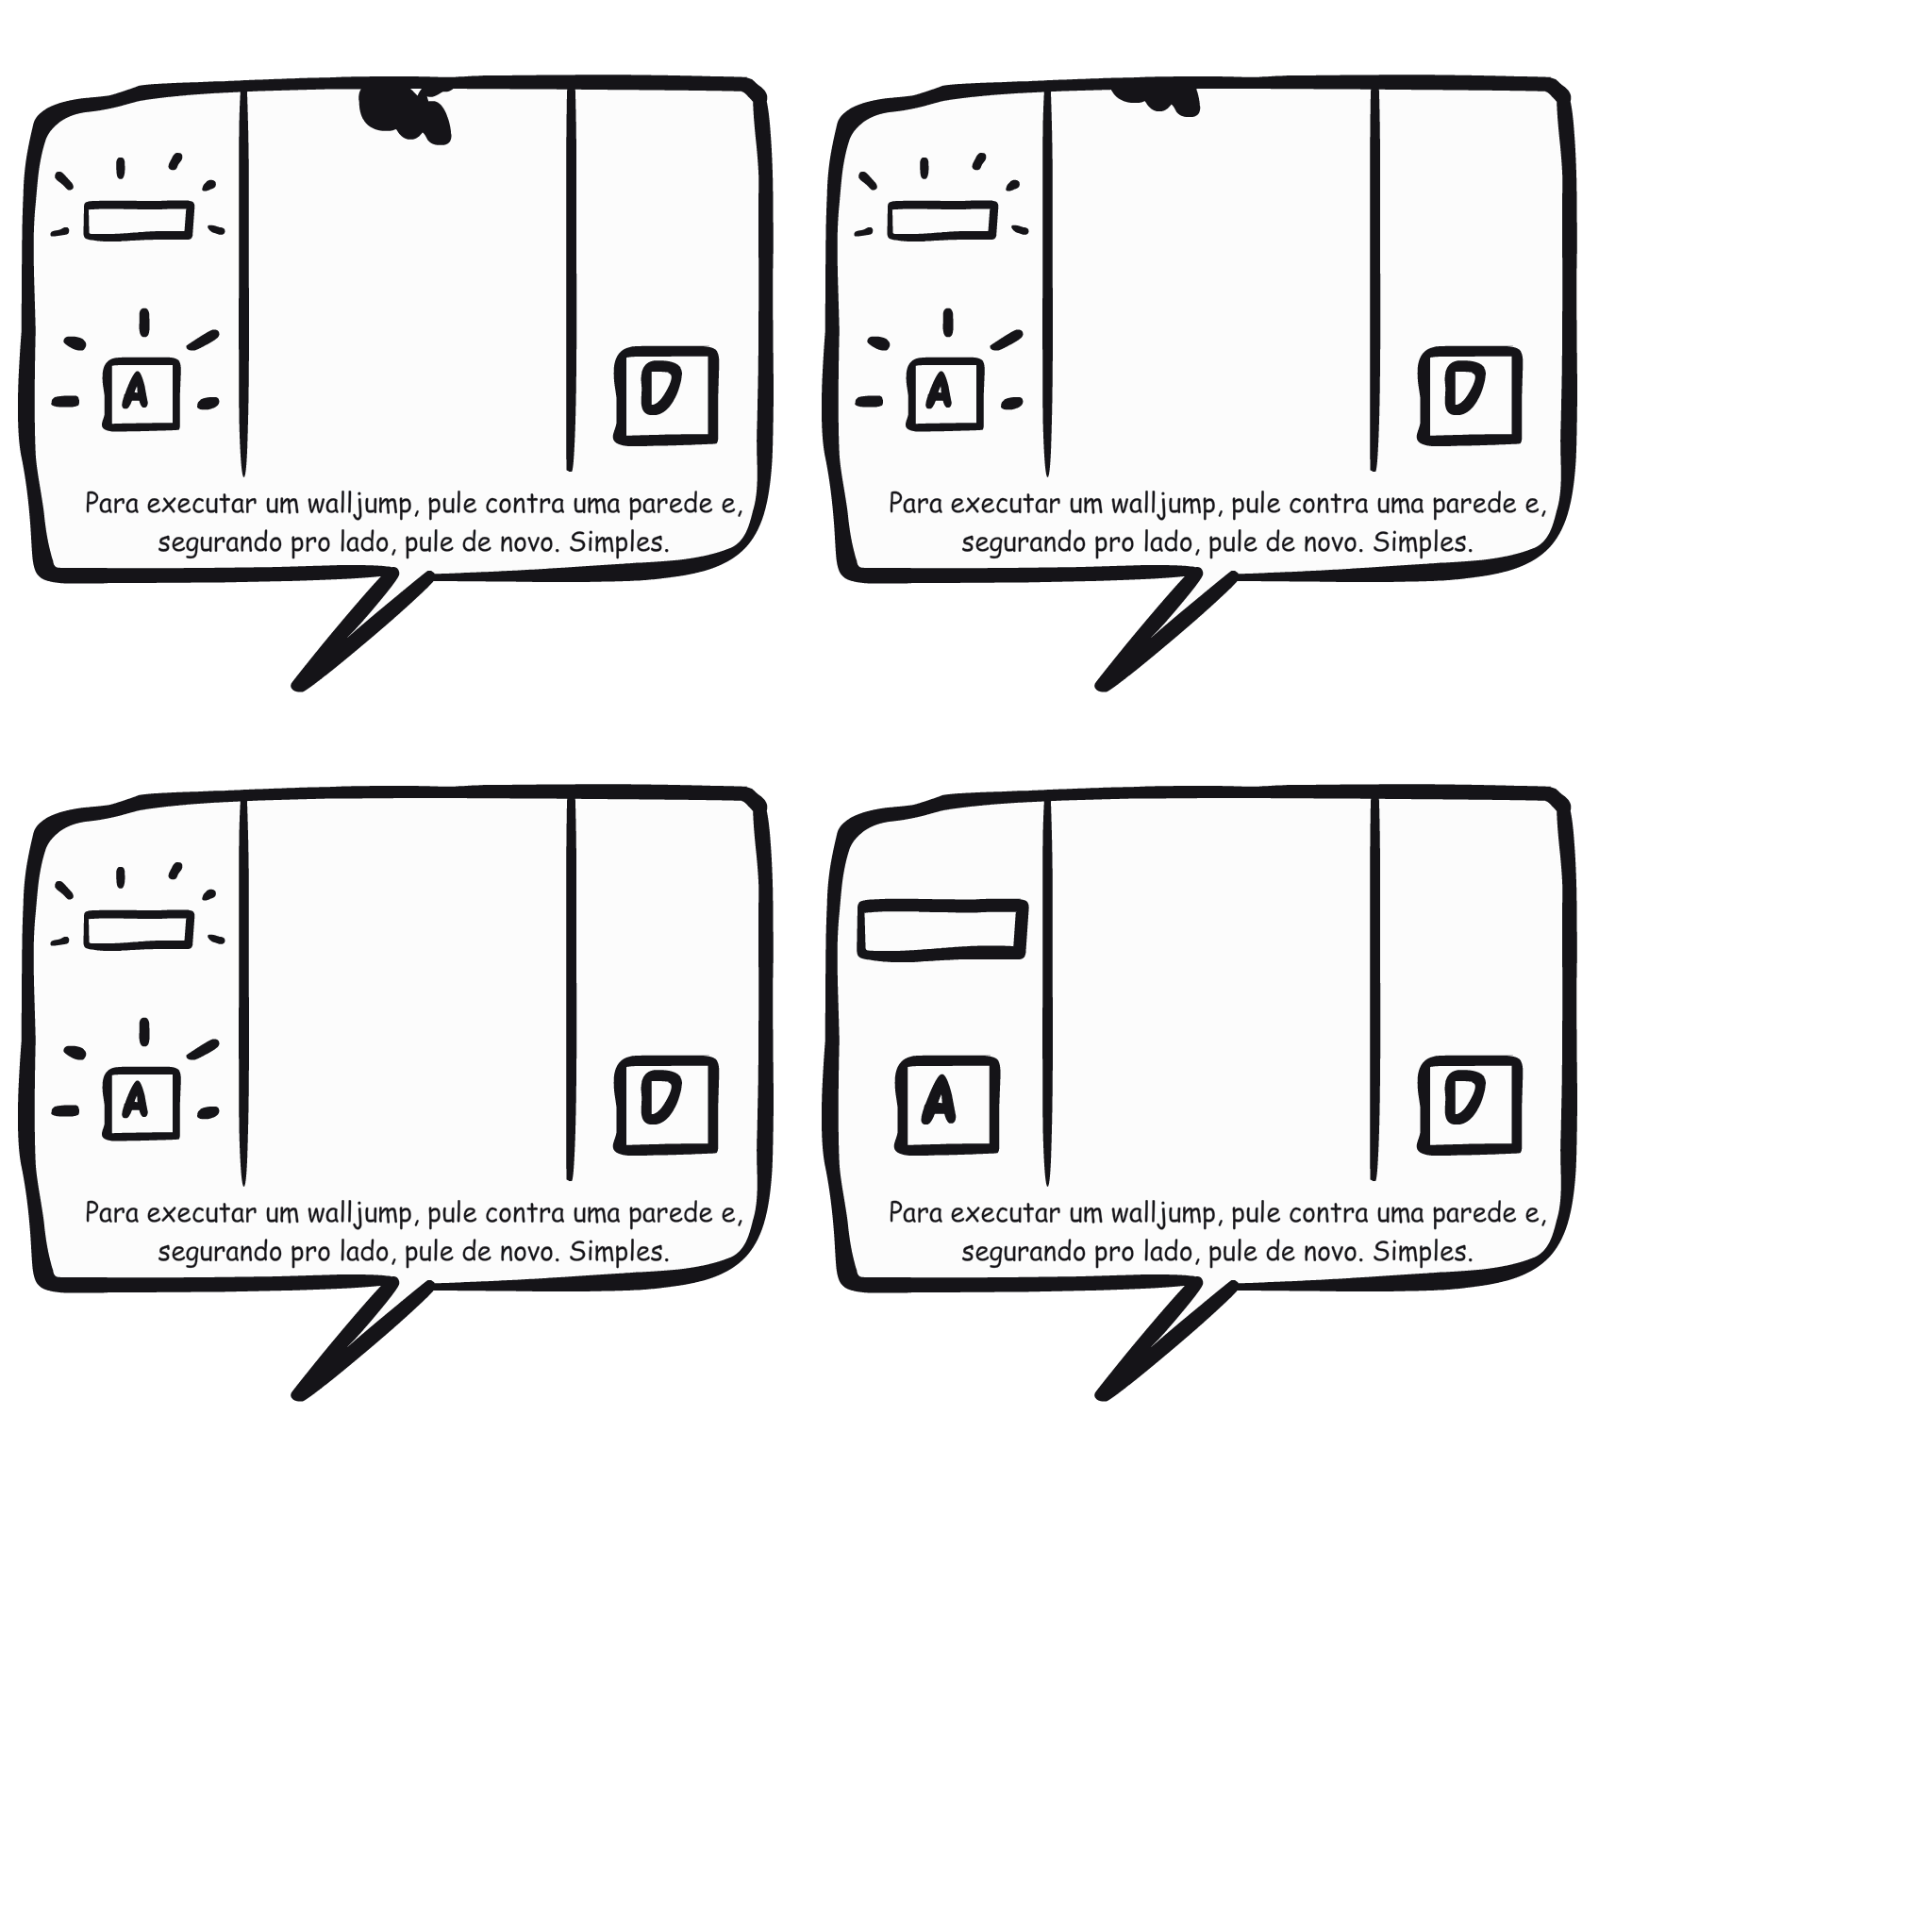 A
D
Para executar um walljump, pule contra uma parede e,
segurando pro lado, pule de novo. Simples.
A
D
Para executar um walljump, pule contra uma parede e,
segurando pro lado, pule de novo. Simples.
A
D
Para executar um walljump, pule contra uma parede e,
segurando pro lado, pule de novo. Simples.
A
D
Para executar um walljump, pule contra uma parede e,
segurando pro lado, pule de novo. Simples.